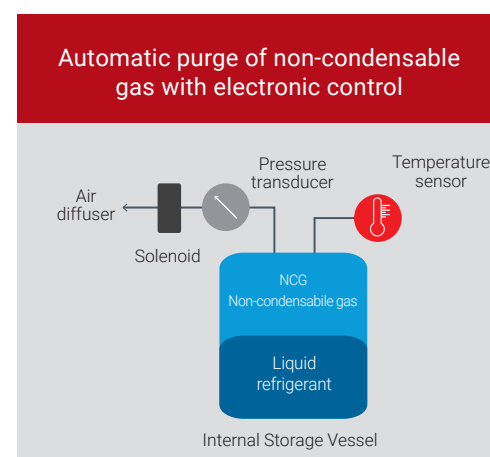 Automatic purge of non-condensable
gas with electronic control
Pressure
transducer
Temperature
sensor
Air
diffuser
Solenoid
NCG
Non-condensabile gas
Liquid
refrigerant
Internal Storage Vessel